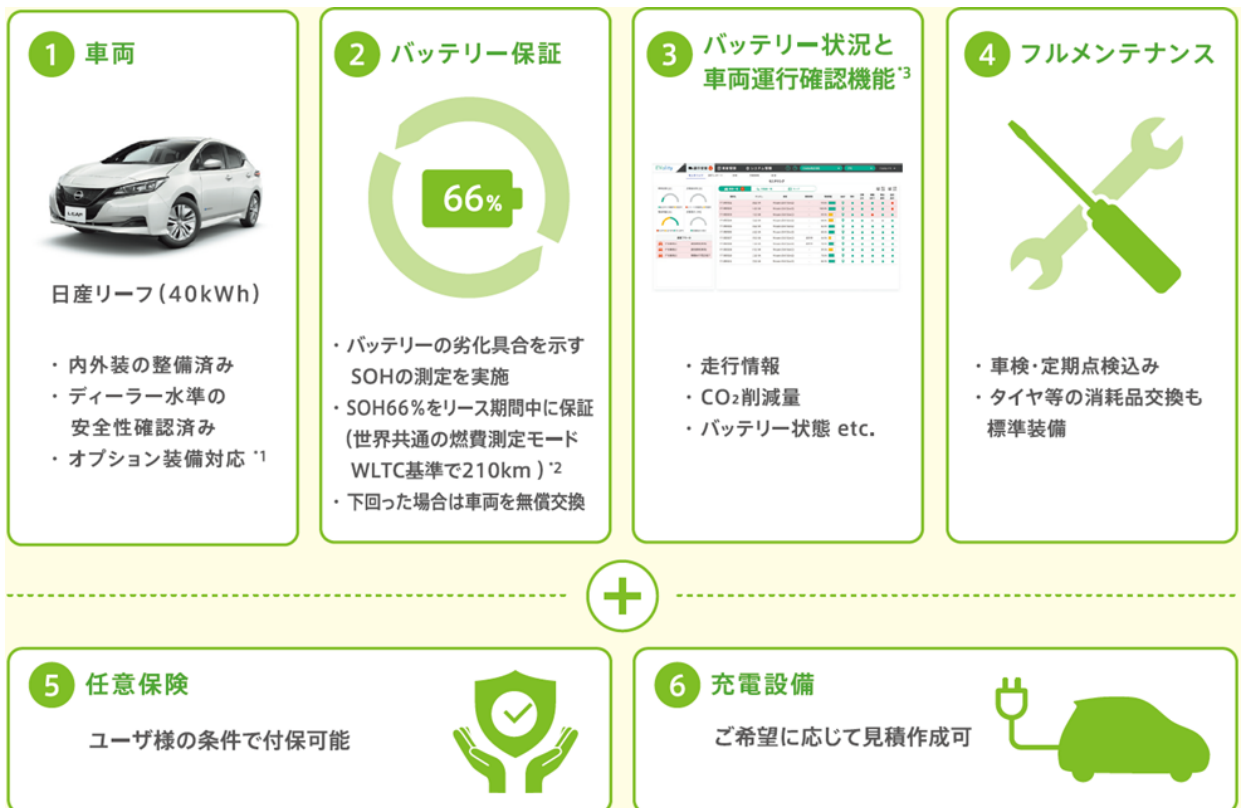 1 車両
日産リーフ(40kWh)
・内外装の整備済み
・ディーラー水準の
安全性確認済み
・オプション装備対応 *1
2 バッテリー保証
66%
・バッテリーの劣化具合を示す
SOHの測定を実施
・SOH66%をリース期間中に保証
(世界共通の燃費測定モード
WLTC基準で210km)*2
・下回った場合は車両を無償交換
3 バッテリー状況と
車両運行確認機能*3
・走行情報
・CO2削減量
・バッテリー状態 etc.
4 フルメンテナンス
・車検・定期点検込み
・タイヤ等の消耗品交換も
標準装備
+
5 任意保険
ユーザ様の条件で付保可能
6 充電設備
ご希望に応じて見積作成可